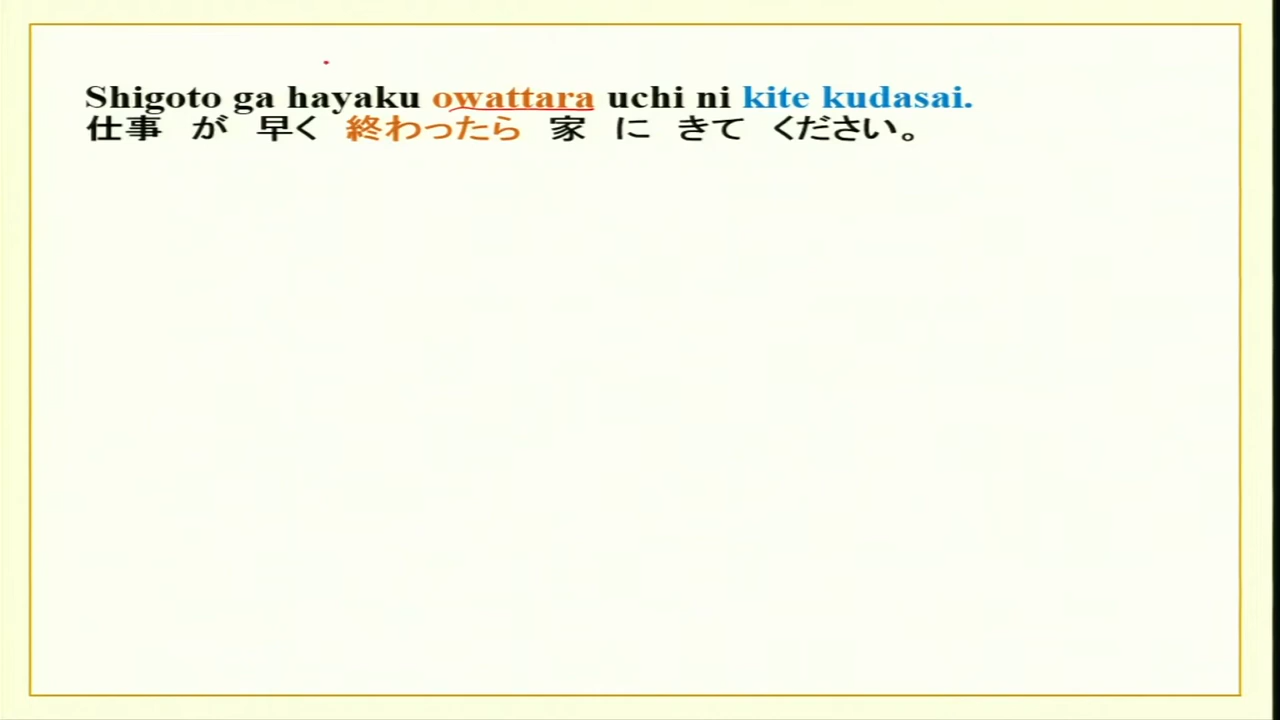 Shigoto ga hayaku owattara uchi ni kite kudasai.
仕事 が 早く 終わったら 家 に きて ください。